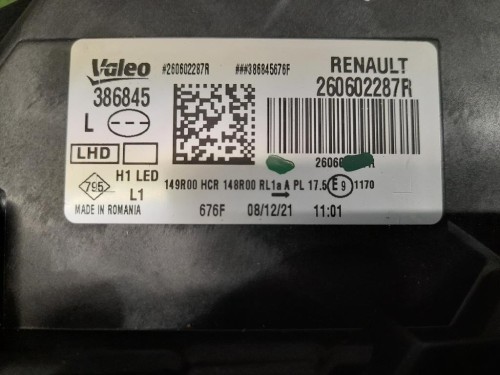 Valeo #260602287R ###386845676F RENAULT
386845 260602287R
L
LHD 2606
795 H1 LED 149R00 HCR 148R00 RL1a A PL 17.5 E9 1170
L1
MADE IN ROMANIA 676F 08/12/21 11:01